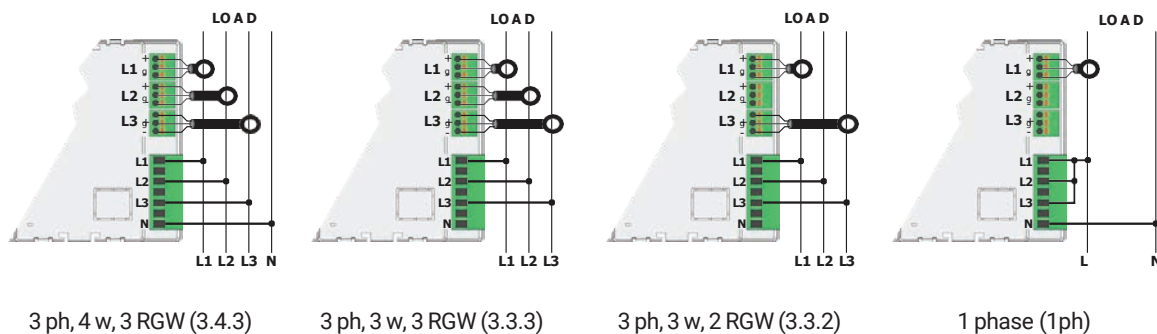 LOAD LOAD LOAD LOAD
+ + + +
L1 g L1 g L1 g L1 g
- - - -
+ + + +
L2 g L2 g L2 g L2 g
- - - -
+ + + +
L3 g L3 g L3 g L3 g
- - - -
L1 L1 L1 L1
L2 L2 L2 L2
L3 L3 L3 L3
N N N N
L1 L2 L3 N L1 L2 L3 L1 L2 L3 L N
3 ph, 4 w, 3 RGW (3.4.3) 3 ph, 3 w, 3 RGW (3.3.3) 3 ph, 3 w, 2 RGW (3.3.2) 1 phase (1ph)